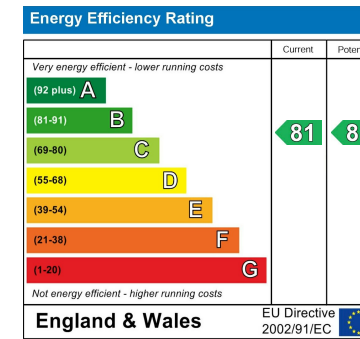 Energy Efficiency Rating
Current
Very energy efficient - lower running costs
(92 plus) A
(81-91) B
(69-80) C
(55-68) D
(39-54) E
(21-38) F
(1-20) G
81
Not energy efficient - higher running costs
England & Wales
EU Directive
2002/91/EC